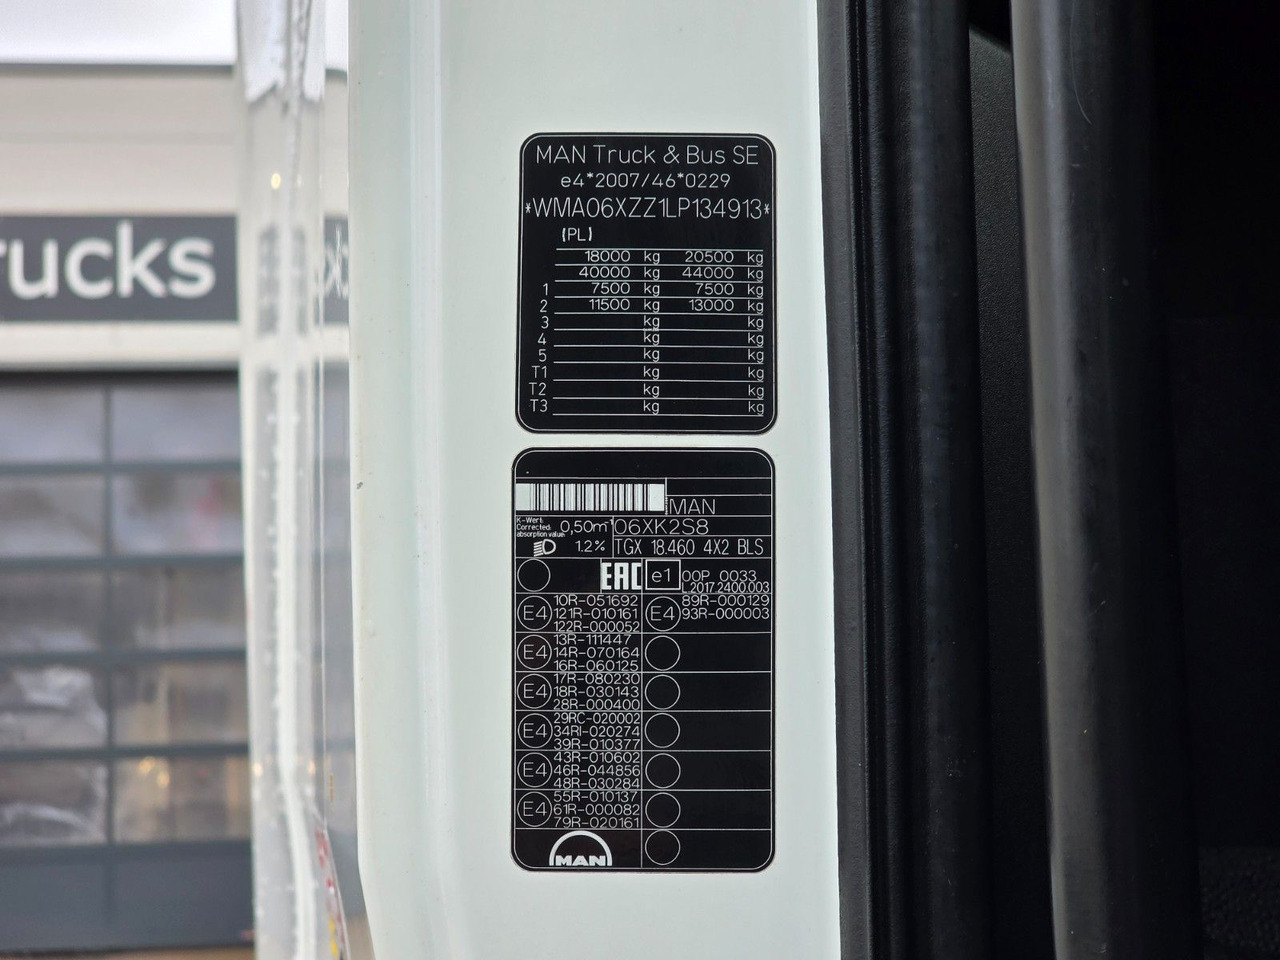 ucks
MAN Truck & Bus SE
e4*2007/46*0229
*WMA06XZZ1LP134913*
(PL)
18000 kg 20500 kg
40000 kg 44000 kg
1 7500 kg 7500 kg
2 11500 kg 13000 kg
3 kg kg
4 kg kg
5 kg kg
T1 kg kg
T2 kg kg
T3 kg kg
MAN
K-Wert:
Corrected
absorption value:
0,50m⁻¹
06XK2S8
1.2% TGX 18.460 4X2 BLS
EAC e1 00P 0033
L.2017.2400.003
E4 10R-051692
121R-010161
122R-000052
E4 89R-000129
93R-000003
E4 13R-111447
14R-070164
16R-060125
E4 17R-080230
18R-030143
28R-000400
E4 29RC-020002
34RI-020274
39R-010377
E4 43R-010602
46R-044856
48R-030284
E4 55R-010137
61R-000082
79R-020161
MAN